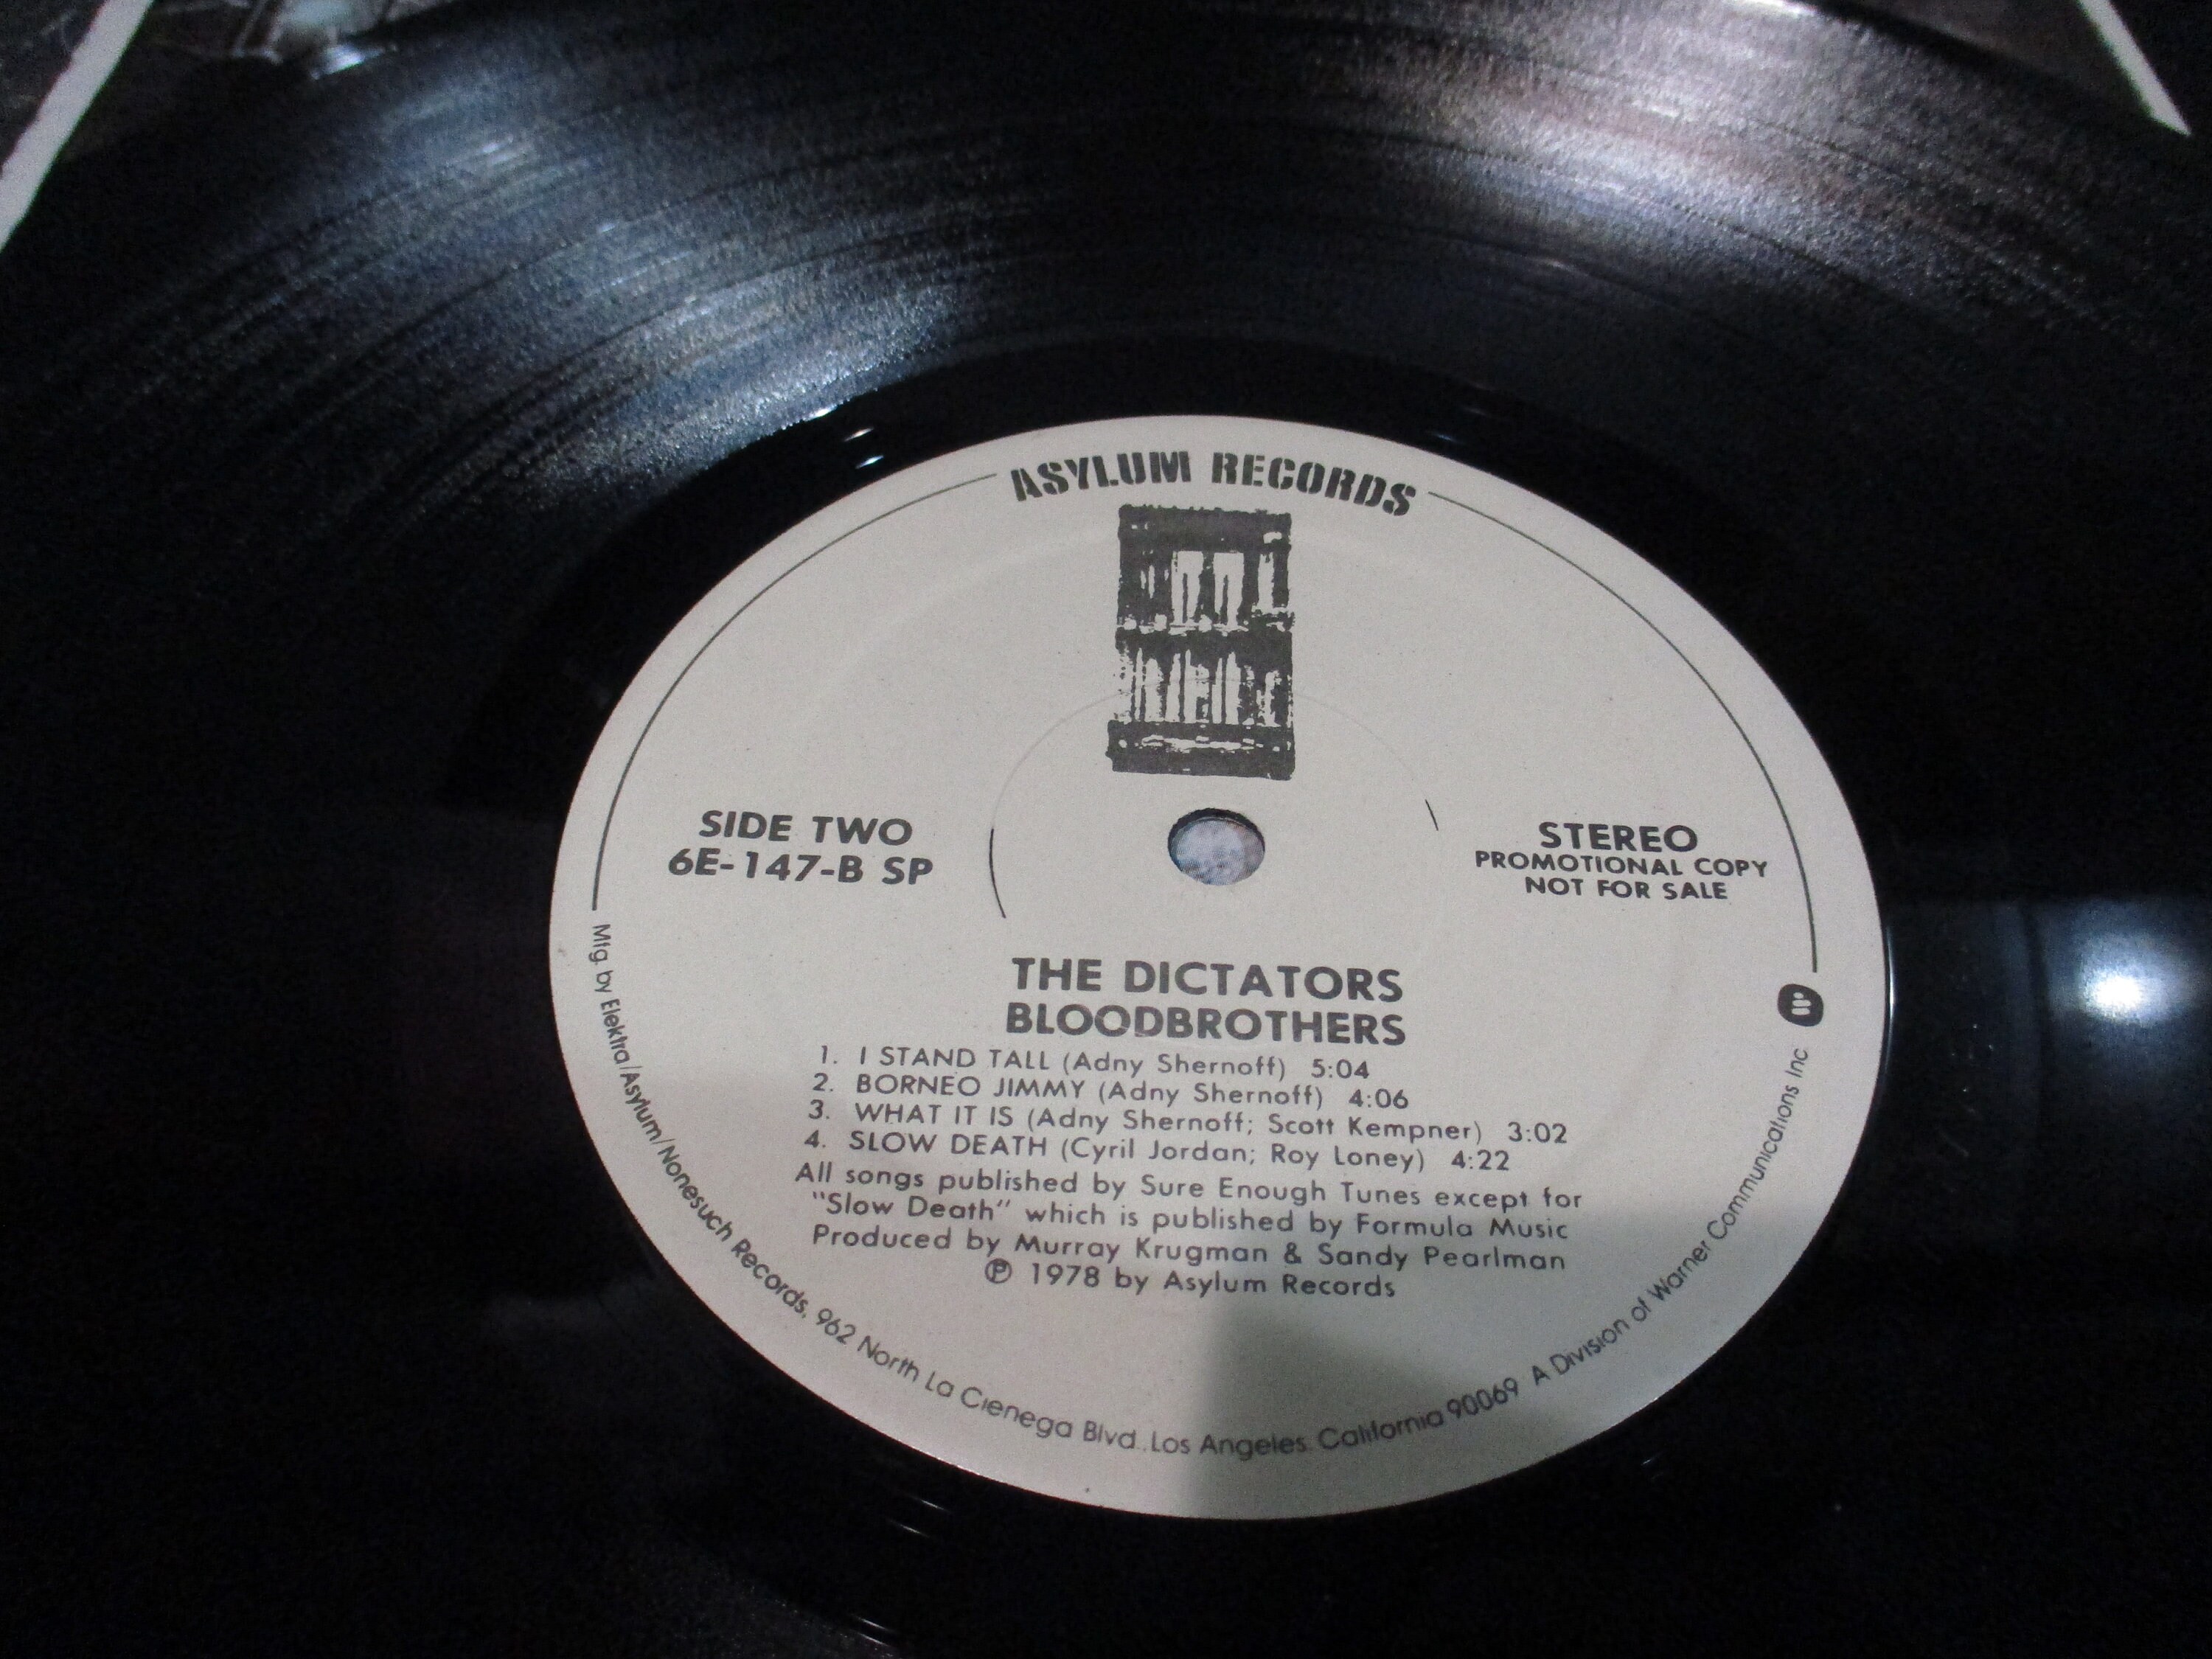 ASYLUM RECORDS
SIDE TWO
6E-147-B SP
STEREO
PROMOTIONAL COPY
NOT FOR SALE
THE DICTATORS
BLOODBROTHERS
1. I STAND TALL (Adny Shernoff) 5:04
2. BORNEO JIMMY (Adny Shernoff) 4:06
3. WHAT IT IS (Adny Shernoff; Scott Kempner) 3:02
4. SLOW DEATH (Cyril Jordan; Roy Loney) 4:22
All songs published by Sure Enough Tunes except for
"Slow Death" which is published by Formula Music
Produced by Murray Krugman & Sandy Pearlman
℗ 1978 by Asylum Records
Mfg. by Elektra/Asylum/Nonesuch Records, 962 North La Cienega Blvd., Los Angeles, California 90069 A Division of Warner Communications Inc.